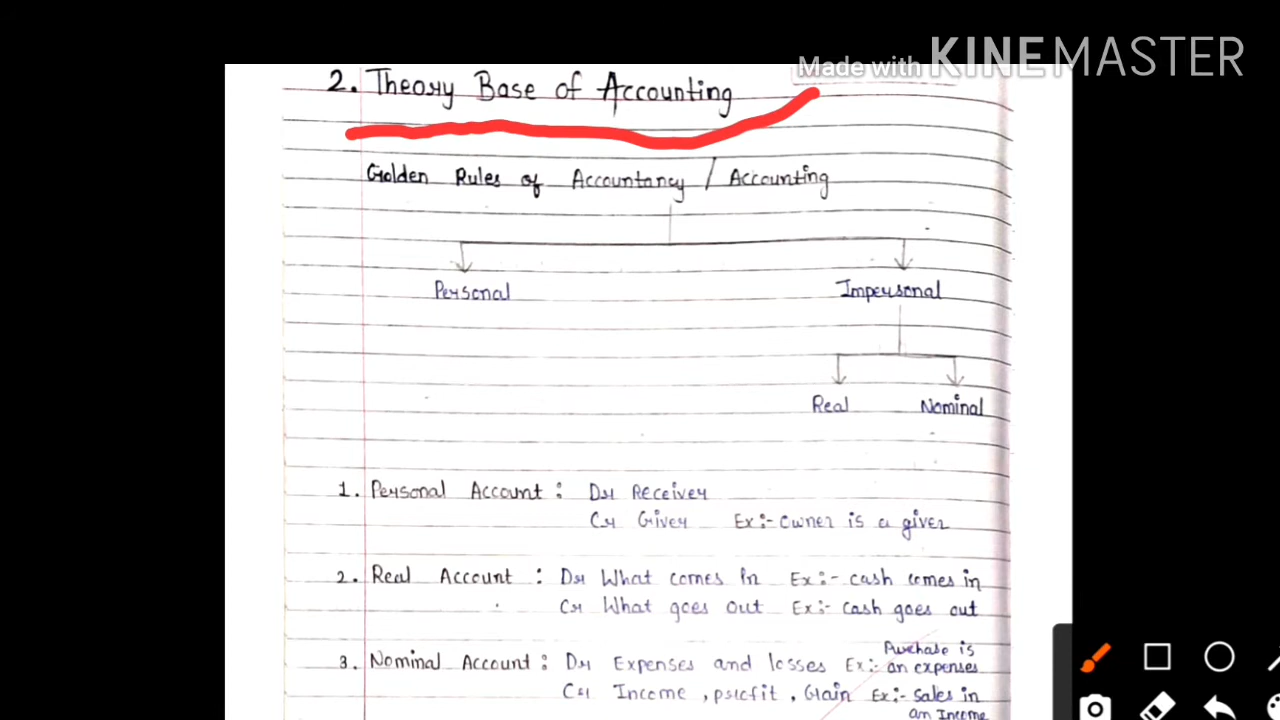 Made with KINEMASTER
2. Theory Base of Accounting
Golden Rules of Accountancy / Accounting
Personal Impersonal
Real Nominal
1. Personal Account : Dr Receiver
Cr Giver Ex:- Owner is a giver
2. Real Account : Dr What comes in Ex:- cash comes in
Cr What goes out Ex:- Cash goes out
Purchase is
3. Nominal Account : Dr Expenses and losses Ex:- an expenses
Cr Income , profit , Gain Ex:- Sales in
an Income